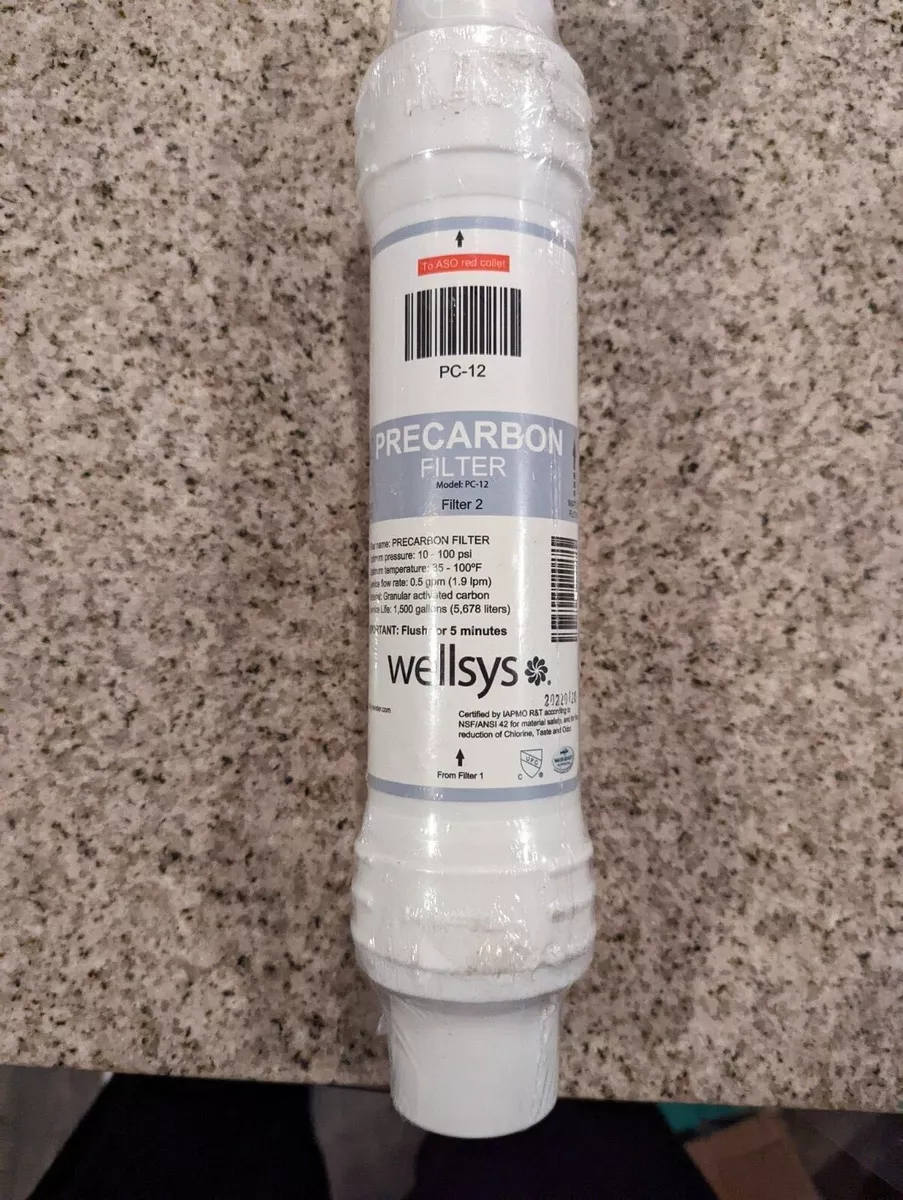 To ASO red collet
PC-12
PRECARBON
FILTER
Model: PC-12
Filter 2
name: PRECARBON FILTER
pressure: 10 - 100 psi
temperature: 35 - 100°F
flow rate: 0.5 gpm (1.9 lpm)
Granular activated carbon
Life: 1,500 gallons (5,678 liters)
Flush for 5 minutes
wellsys
Certified by IAPMO R&T according to
NSF/ANSI 42 for material safety, and for
reduction of Chlorine, Taste and Odor
From Filter 1
UPC
C